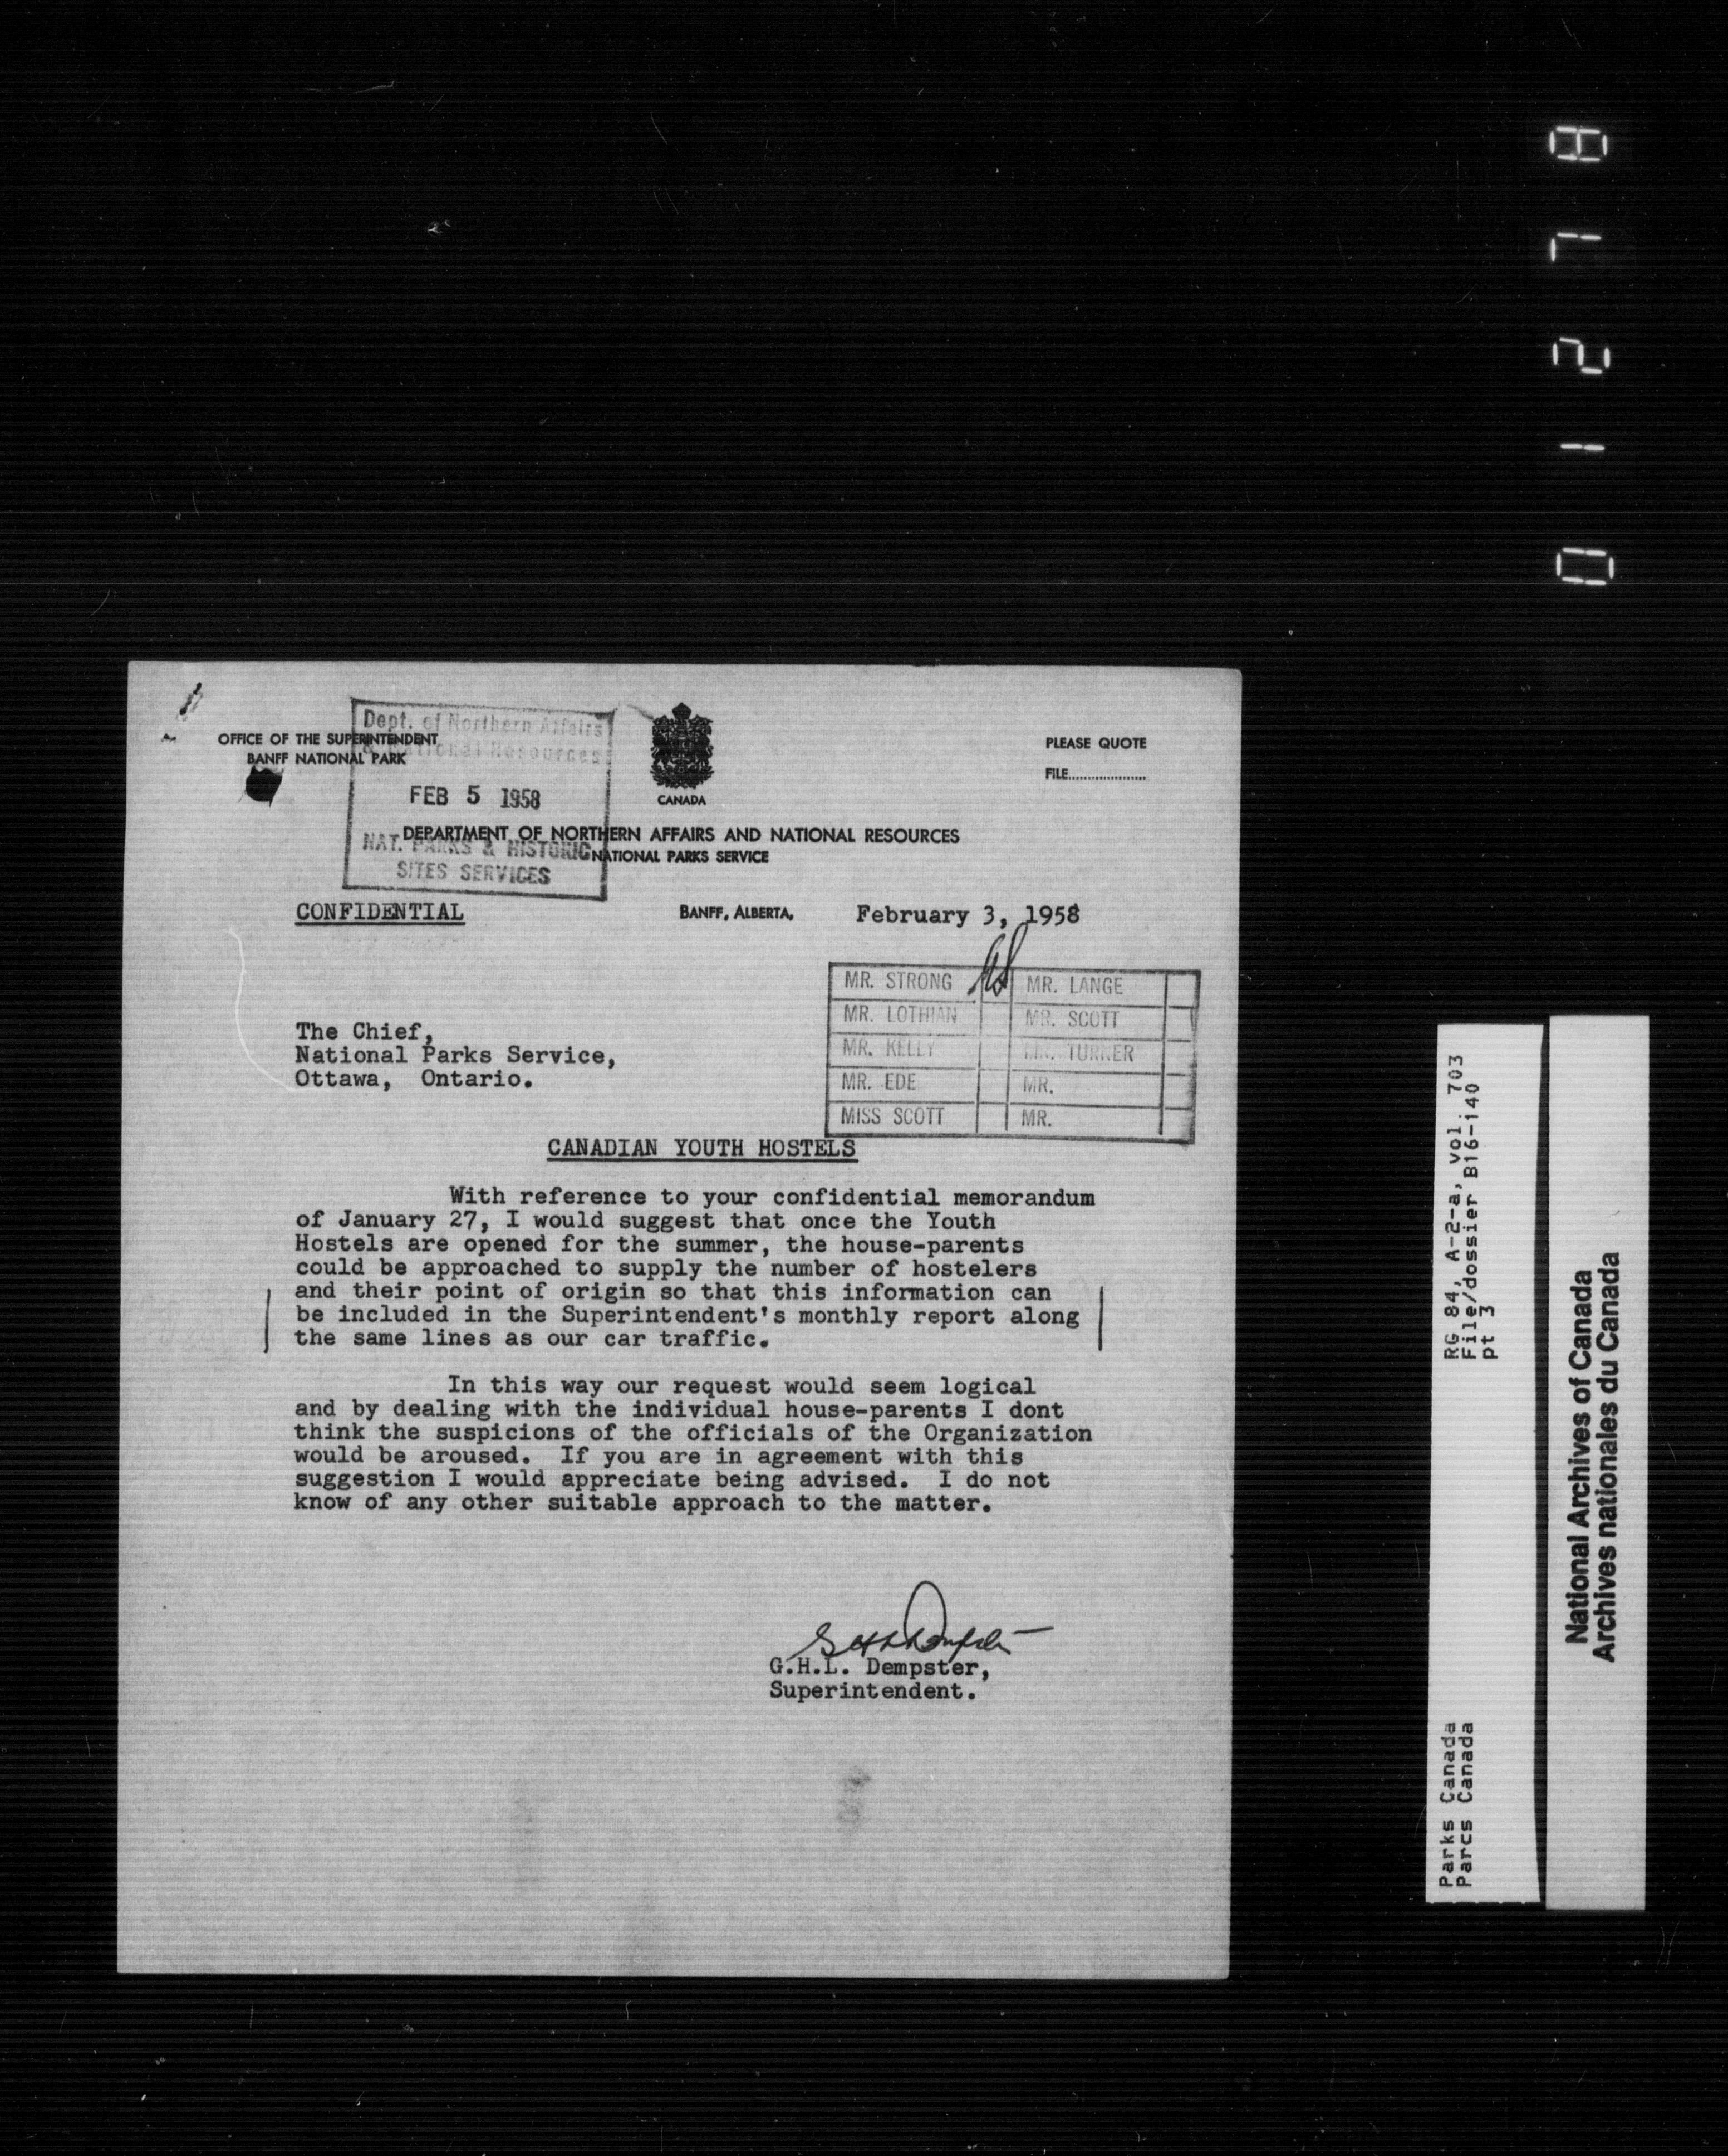 OFFICE OF THE SUPERINTENDENT
BANFF NATIONAL PARK
Dept. of Northern Affairs
& National Resources
FEB 5 1958
NAT. PARKS & HISTORIC
SITES SERVICES
CANADA
PLEASE QUOTE
FILE....................
DEPARTMENT OF NORTHERN AFFAIRS AND NATIONAL RESOURCES
NATIONAL PARKS SERVICE
CONFIDENTIAL
BANFF, ALBERTA, February 3, 1958
MR. STRONG MR. LANGE
MR. LOTHIAN MR. SCOTT
MR. KELLY MR. TURNER
MR. EDE MR.
MISS SCOTT MR.
The Chief,
National Parks Service,
Ottawa, Ontario.
CANADIAN YOUTH HOSTELS
With reference to your confidential memorandum
of January 27, I would suggest that once the Youth
Hostels are opened for the summer, the house-parents
could be approached to supply the number of hostelers
and their point of origin so that this information can
be included in the Superintendent's monthly report along
the same lines as our car traffic.
In this way our request would seem logical
and by dealing with the individual house-parents I dont
think the suspicions of the officials of the Organization
would be aroused. If you are in agreement with this
suggestion I would appreciate being advised. I do not
know of any other suitable approach to the matter.
G.H.L. Dempster,
Superintendent.
01278
RG 84, A-2-a, vol. 703
File/dossier B16-140
pt 3
Parks Canada
Parcs Canada
National Archives of Canada
Archives nationales du Canada